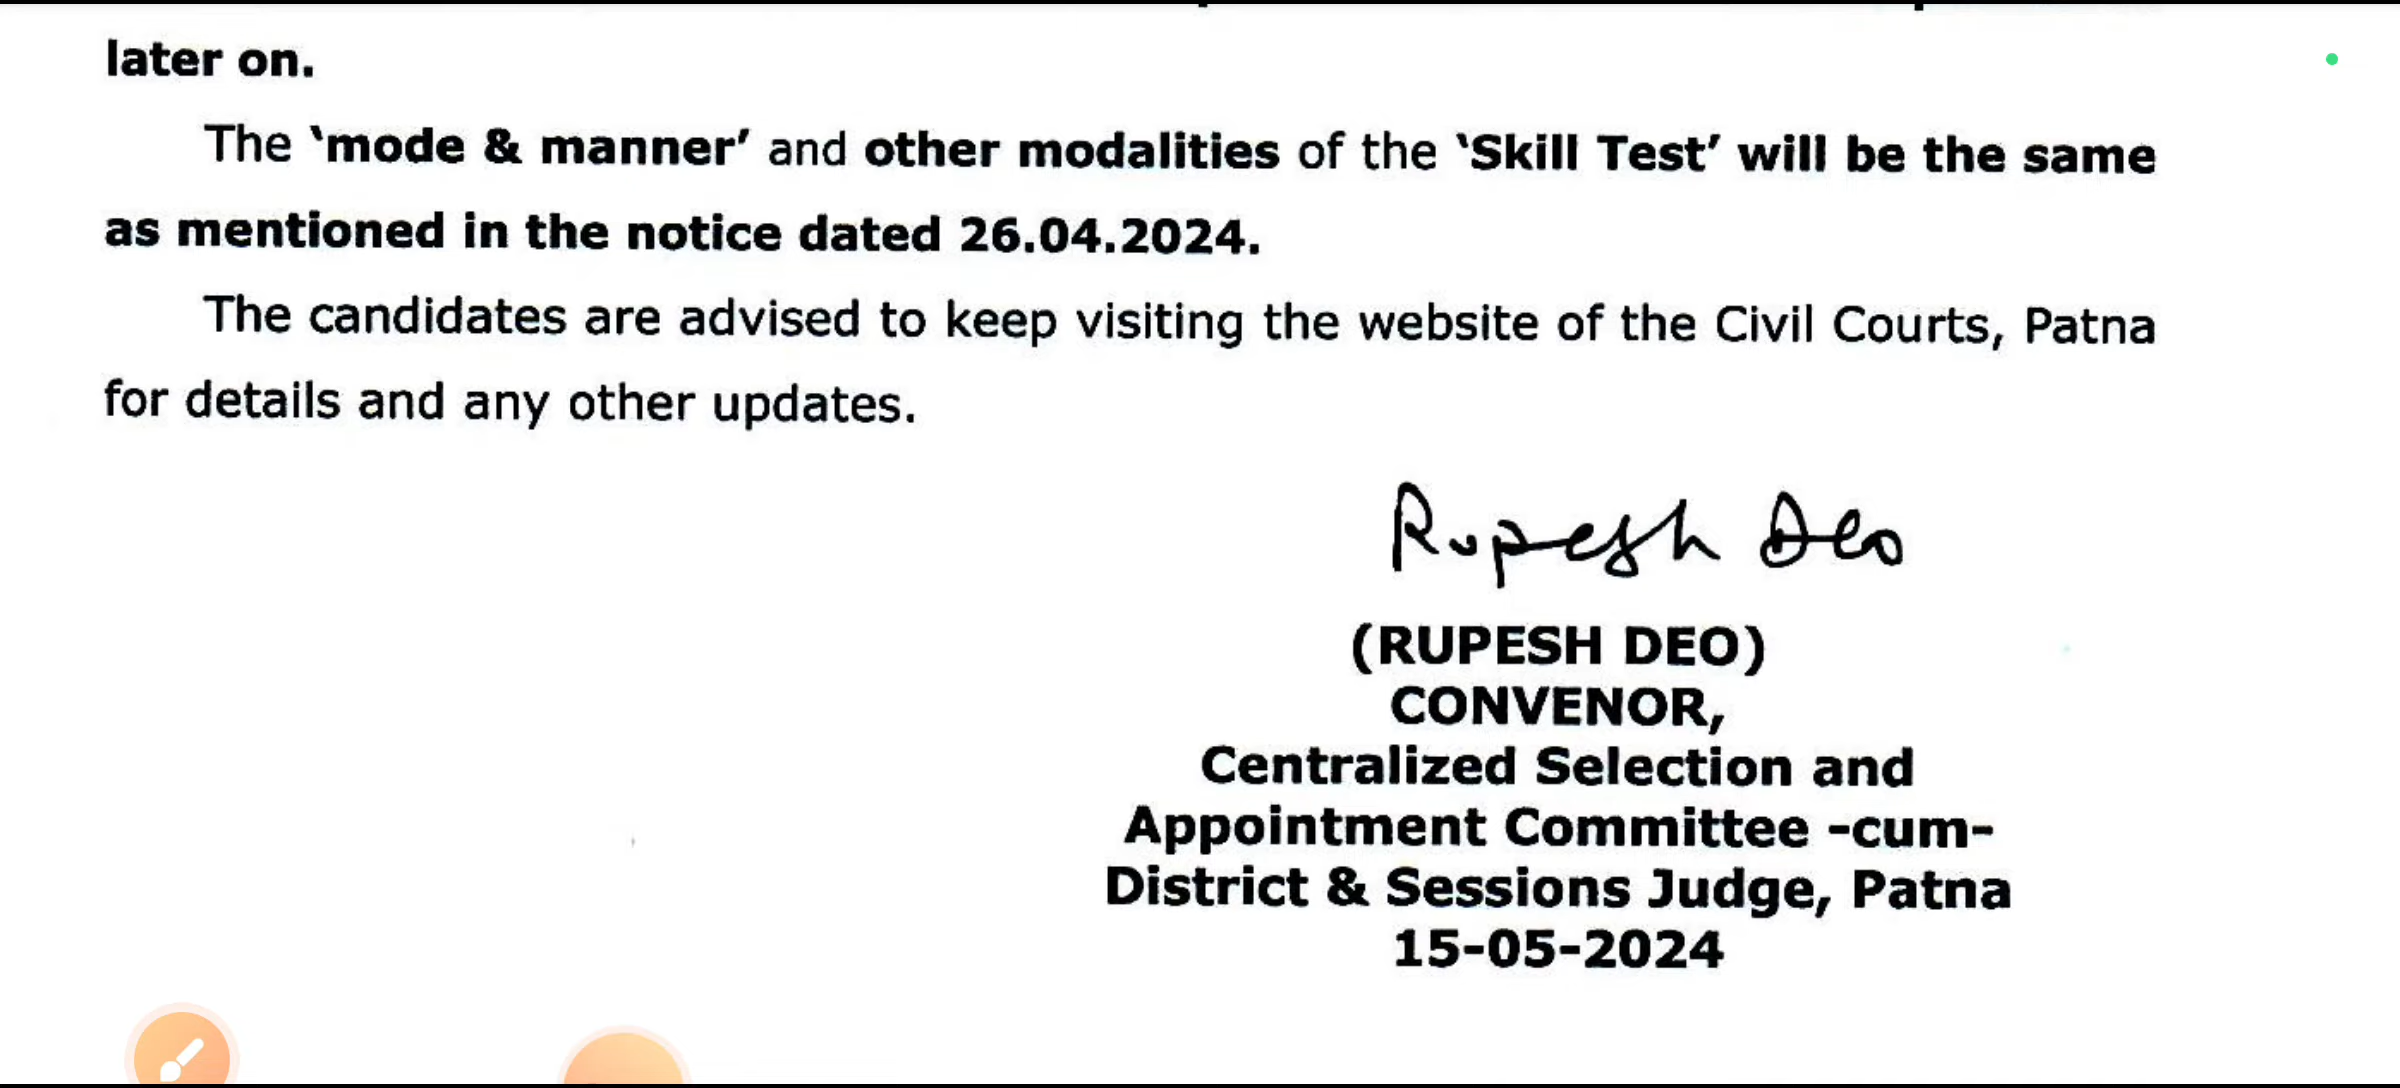 later on.
The ‘mode & manner’ and other modalities of the ‘Skill Test’ will be the same
as mentioned in the notice dated 26.04.2024.
The candidates are advised to keep visiting the website of the Civil Courts, Patna
for details and any other updates.
Rupesh Deo
(RUPESH DEO)
CONVENOR,
Centralized Selection and
Appointment Committee -cum-
District & Sessions Judge, Patna
15-05-2024